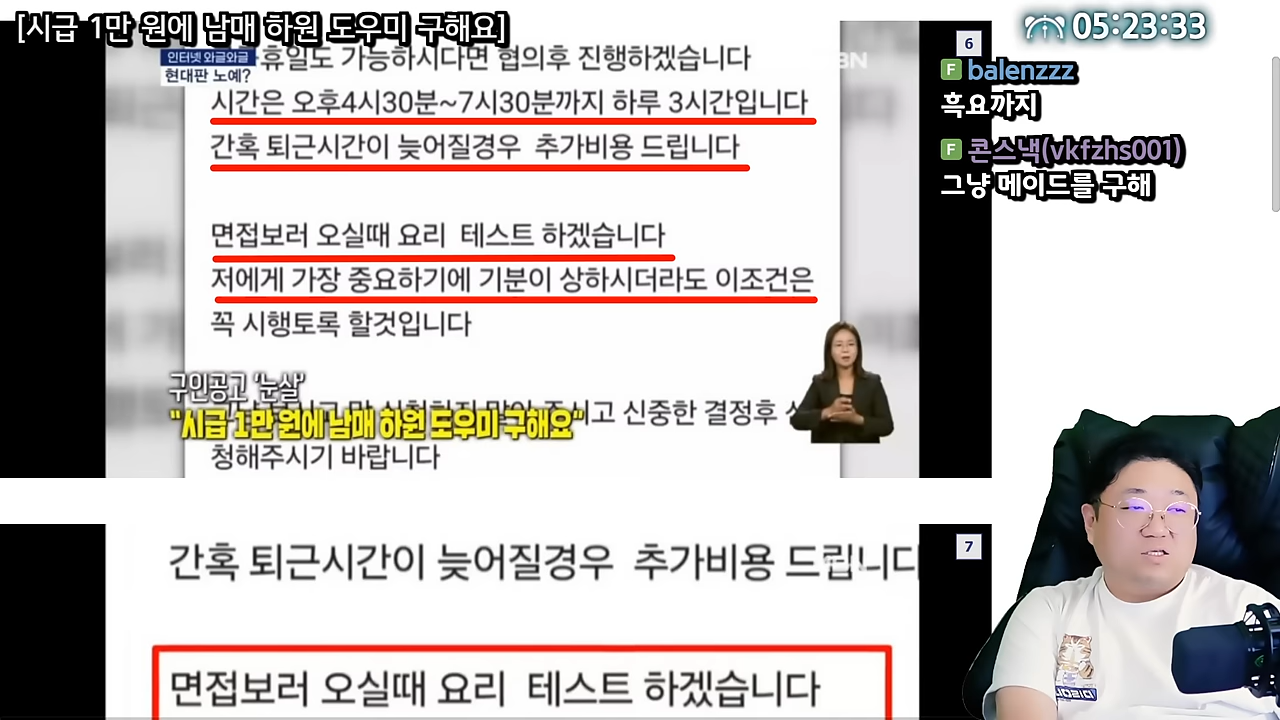 [시급 1만 원에 남매 하원 도우미 구해요]
인터넷 와글와글
현대판 노예?
휴일도 가능하시다면 협의후 진행하겠습니다
시간은 오후4시30분~7시30분까지 하루 3시간입니다
간혹 퇴근시간이 늦어질경우 추가비용 드립니다
면접보러 오실때 요리 테스트 하겠습니다
저에게 가장 중요하기에 기분이 상하시더라도 이조건은
꼭 시행토록 할것입니다
구인공고 '눈살'
"시급 1만 원에 남매 하원 도우미 구해요"
시고 신중한 결정후
청해주시기 바랍니다
6
05:23:33
F balenzzz
흑요까지
F 콘스낵(vkfzhs001)
그냥 메이드를 구해
간혹 퇴근시간이 늦어질경우 추가비용 드립니다
7
면접보러 오실때 요리 테스트 하겠습니다